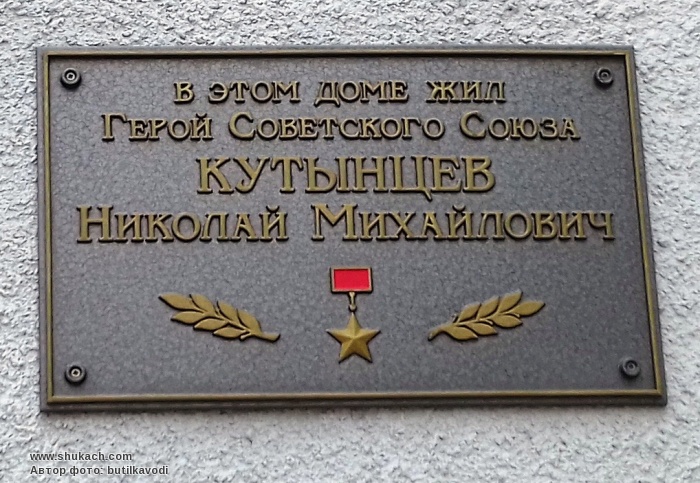 В ЭТОМ ДОМЕ ЖИЛ
ГЕРОЙ СОВЕТСКОГО СОЮЗА
КУТЫНЦЕВ
НИКОЛАЙ МИХАЙЛОВИЧ
www.shukach.com
Автор фото: butilkavodi